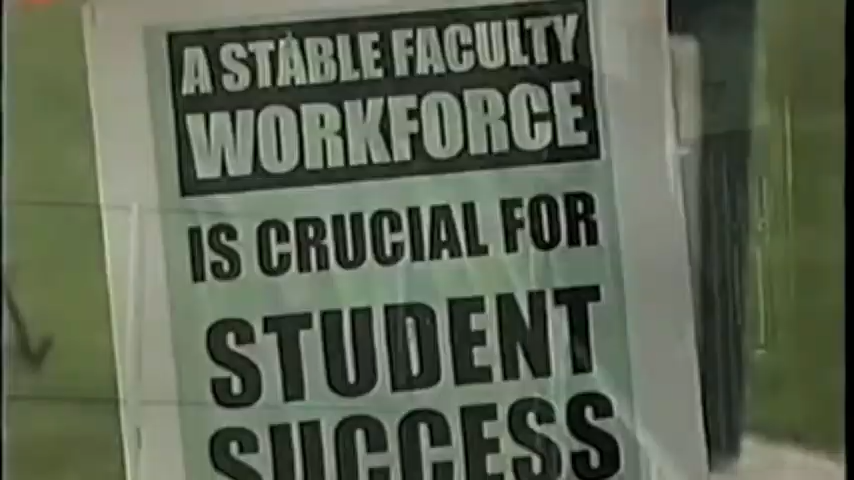 A STABLE FACULTY
WORKFORCE
IS CRUCIAL FOR
STUDENT
SUCCESS